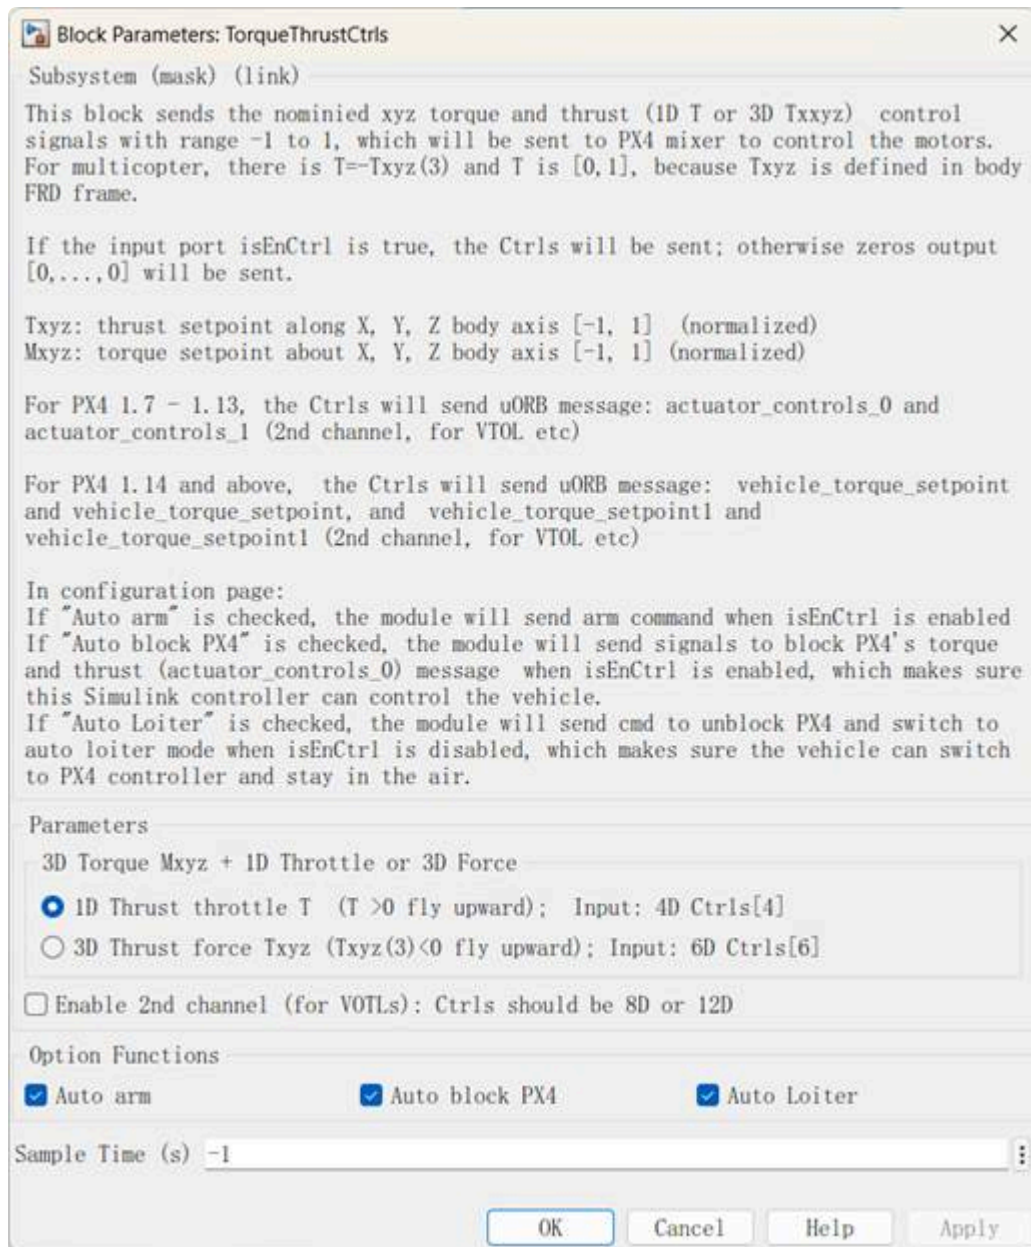 Block Parameters: TorqueThrustCtrls
Subsystem (mask) (link)
This block sends the nominied xyz torque and thrust (1D T or 3D Txxyz)  control
signals with range -1 to 1, which will be sent to PX4 mixer to control the motors.
For multicopter, there is T=-Txyz(3) and T is [0,1], because Txyz is defined in body
FRD frame.
If the input port isEnCtrl is true, the Ctrls will be sent; otherwise zeros output
[0,...,0] will be sent.
Txyz: thrust setpoint along X, Y, Z body axis [-1, 1]  (normalized)
Mxyz: torque setpoint about X, Y, Z body axis [-1, 1] (normalized)
For PX4 1.7 - 1.13, the Ctrls will send uORB message: actuator_controls_0 and
actuator_controls_1 (2nd channel, for VTOL etc)
For PX4 1.14 and above,  the Ctrls will send uORB message:  vehicle_torque_setpoint
and vehicle_torque_setpoint, and  vehicle_torque_setpoint1 and
vehicle_torque_setpoint1 (2nd channel, for VTOL etc)
In configuration page:
If "Auto arm" is checked, the module will send arm command when isEnCtrl is enabled
If "Auto block PX4" is checked, the module will send signals to block PX4's torque
and thrust (actuator_controls_0) message  when isEnCtrl is enabled, which makes sure
this Simulink controller can control the vehicle.
If "Auto Loiter" is checked, the module will send cmd to unblock PX4 and switch to
auto loiter mode when isEnCtrl is disabled, which makes sure the vehicle can switch
to PX4 controller and stay in the air.
Parameters
3D Torque Mxyz + 1D Throttle or 3D Force
1D Thrust throttle T  (T >0 fly upward);  Input: 4D Ctrls[4]
3D Thrust force Txyz (Txyz(3)<0 fly upward); Input: 6D Ctrls[6]
Enable 2nd channel (for VOTLs): Ctrls should be 8D or 12D
Option Functions
Auto arm Auto block PX4 Auto Loiter
Sample Time (s) -1
OK Cancel Help Apply